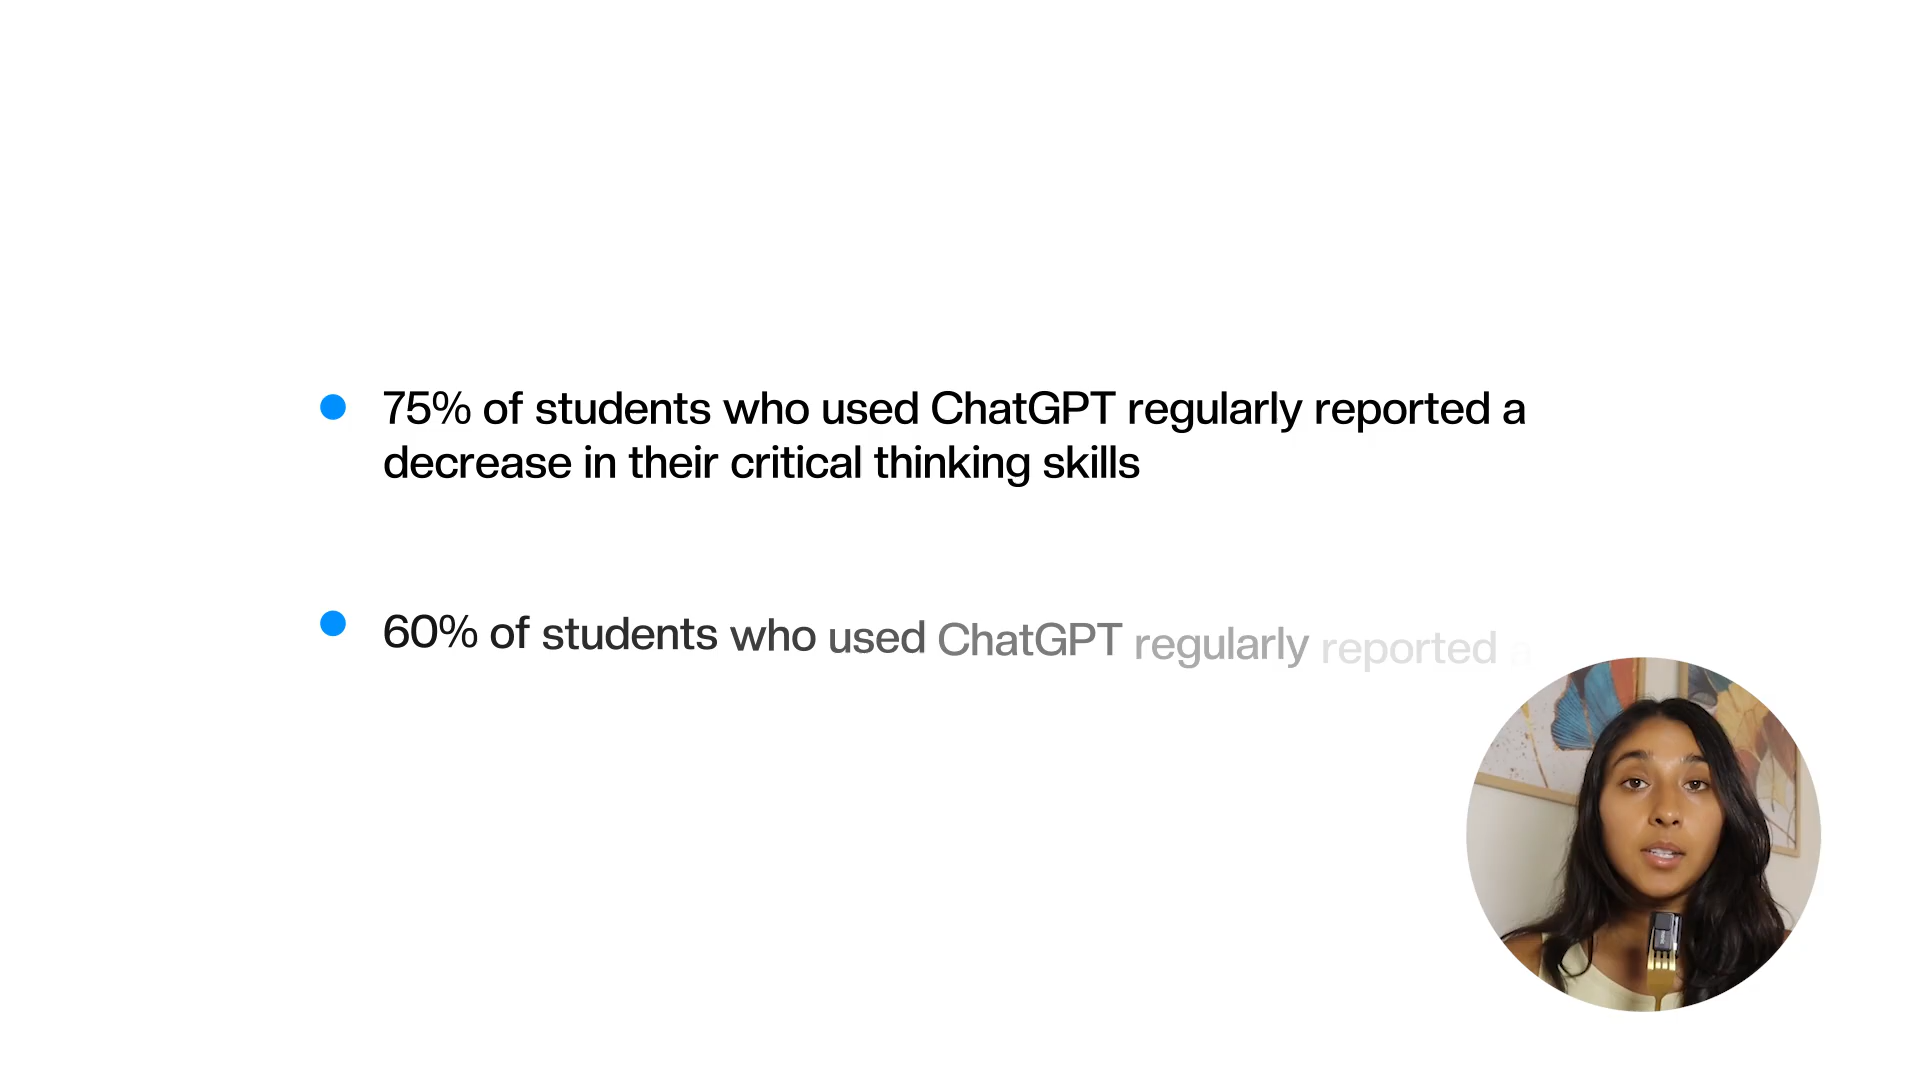 75% of students who used ChatGPT regularly reported a
decrease in their critical thinking skills
60% of students who used ChatGPT regularly reported a